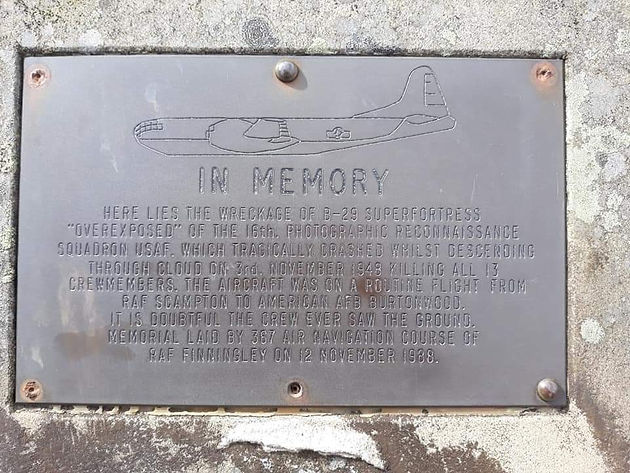 IN MEMORY
HERE LIES THE WRECKAGE OF B-29 SUPERFORTRESS
"OVEREXPOSED" OF THE 16th. PHOTOGRAPHIC RECONNAISSANCE
SQUADRON USAF. WHICH TRAGICALLY CRASHED WHILST DESCENDING
THROUGH CLOUD ON 3rd. NOVEMBER 1948 KILLING ALL 13
CREWMEMBERS. THE AIRCRAFT WAS ON A ROUTINE FLIGHT FROM
RAF SCAMPTON TO AMERICAN AFB BURTONWOOD.
IT IS DOUBTFUL THE CREW EVER SAW THE GROUND.
MEMORIAL LAID BY 367 AIR NAVIGATION COURSE OF
RAF FINNINGLEY ON 12 NOVEMBER 1988.